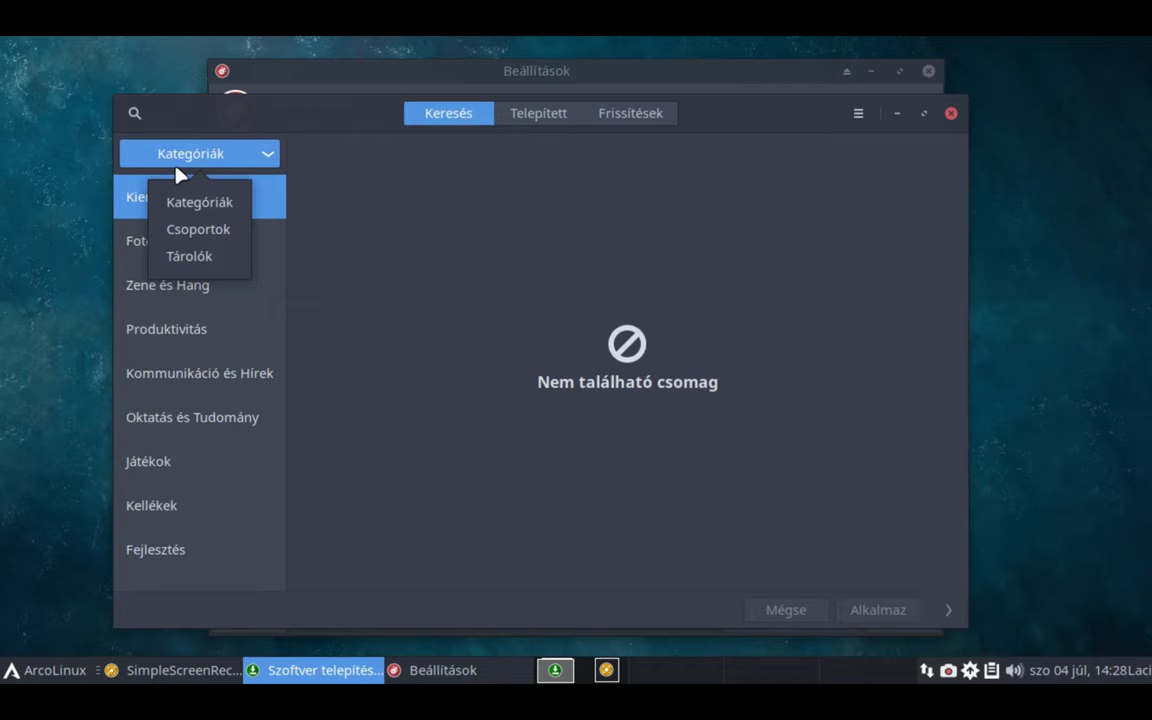 Beállítások
Keresés
Telepített
Frissítések
Kategóriák
Kategóriák
Csoportok
Tárolók
Zene és Hang
Produktivitás
Kommunikáció és Hírek
Oktatás és Tudomány
Játékok
Kellékek
Fejlesztés
Nem található csomag
Mégse
Alkalmaz
ArcoLinux
SimpleScreenRec...
Szoftver telepítés...
Beállítások
szo 04 júl, 14:28
Laci